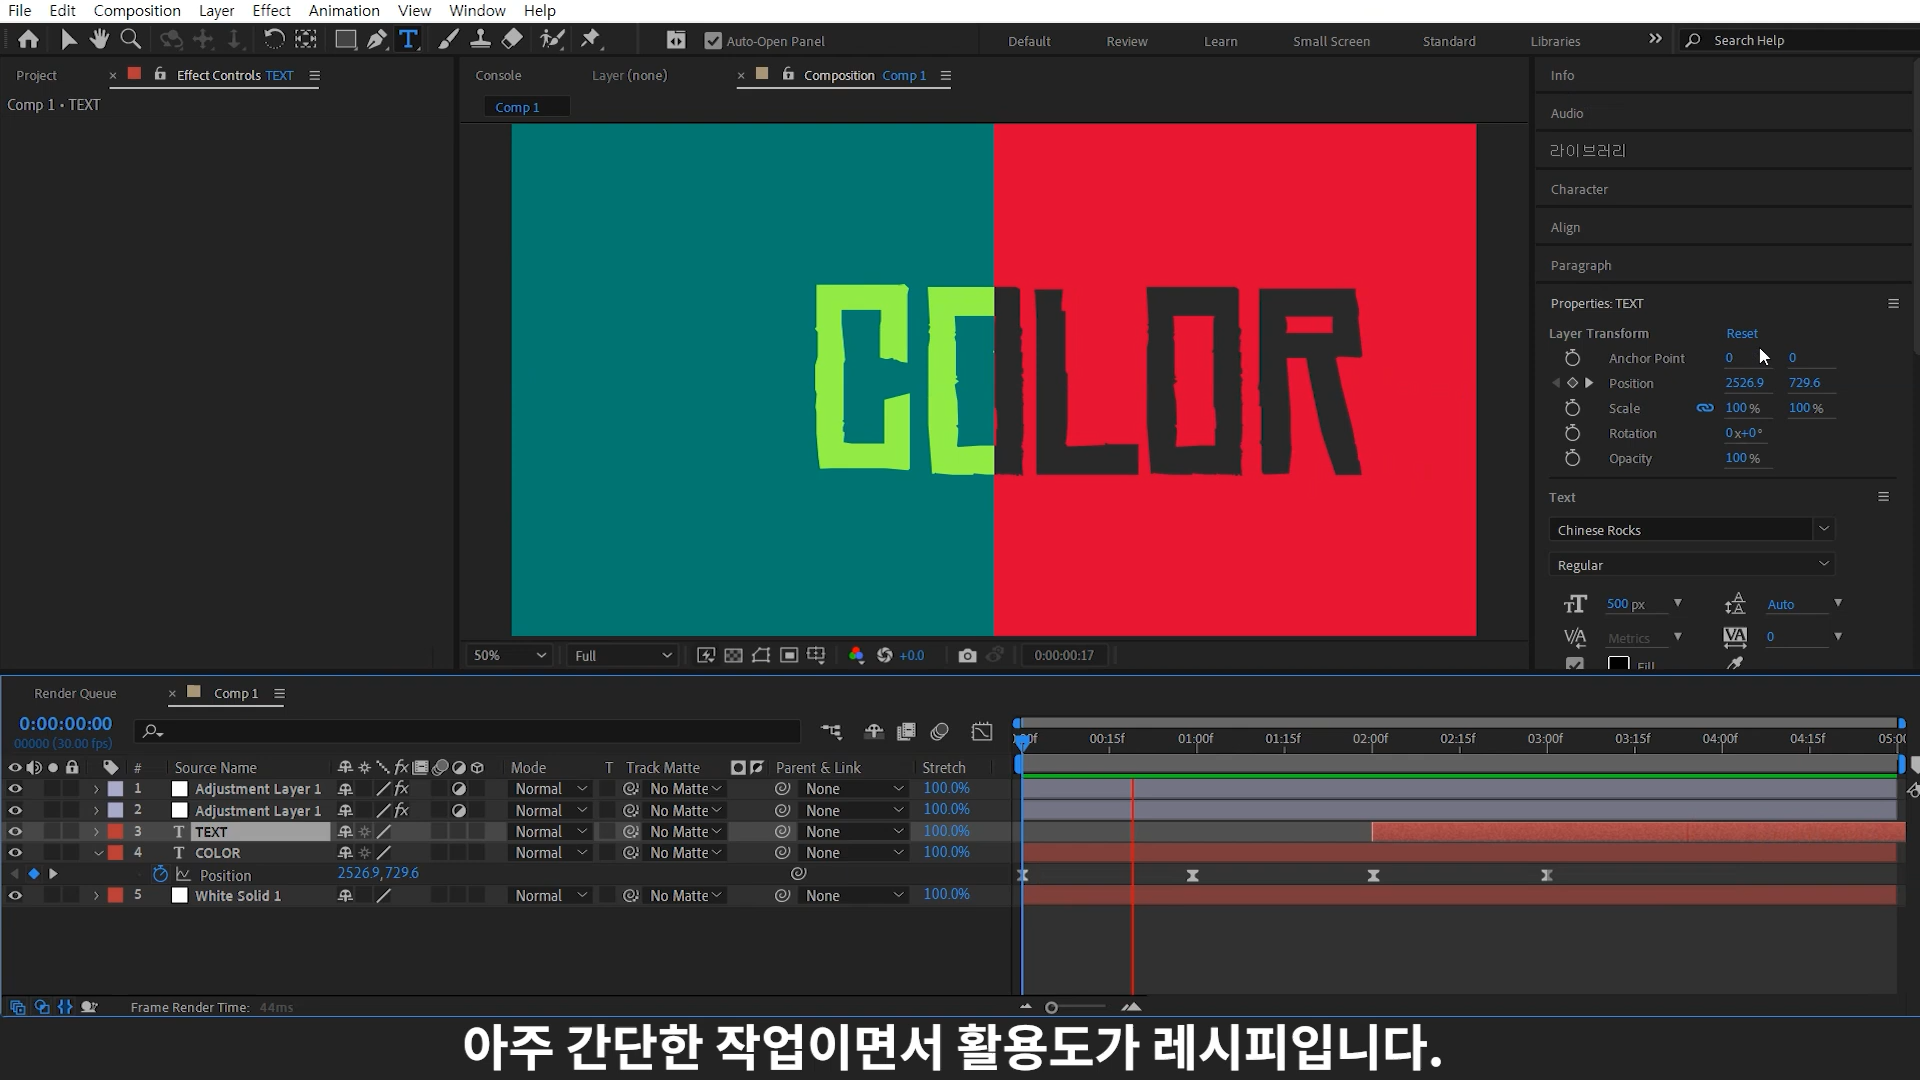 File Edit Composition Layer Effect Animation View Window Help
Auto-Open Panel Default Review Learn Small Screen Standard Libraries Search Help
Project Effect Controls TEXT Console Layer (none) Composition Comp 1 Info
Comp 1 • TEXT
Comp 1
Audio
라이브러리
Character
Align
Paragraph
COLOR
Properties: TEXT
Layer Transform Reset
Anchor Point 0 0
Position 2526.9 729.6
Scale 100 % 100 %
Rotation 0x+0°
Opacity 100 %
Text
Chinese Rocks
Regular
500 px Auto
Metrics 0
Fill
50% Full +0.0 0:00:00:17
Render Queue Comp 1
0:00:00:00
00000 (30.00 fps)
00:15f 01:00f 01:15f 02:00f 02:15f 03:00f 03:15f 04:00f 04:15f
# Source Name Mode T Track Matte Parent & Link Stretch
1 Adjustment Layer 1 Normal No Matte None 100.0%
2 Adjustment Layer 1 Normal No Matte None 100.0%
3 T TEXT Normal No Matte None 100.0%
4 T COLOR Normal No Matte None 100.0%
Position 2526.9,729.6
5 White Solid 1 Normal No Matte None 100.0%
Frame Render Time: 44ms
아주 간단한 작업이면서 활용도가 레시피입니다.